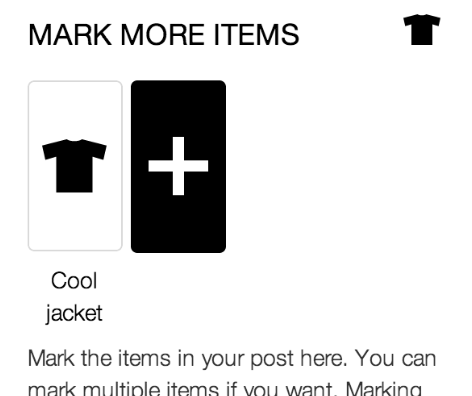 MARK MORE ITEMS
Cool
jacket
Mark the items in your post here. You can
mark multiple items if you want. Marking